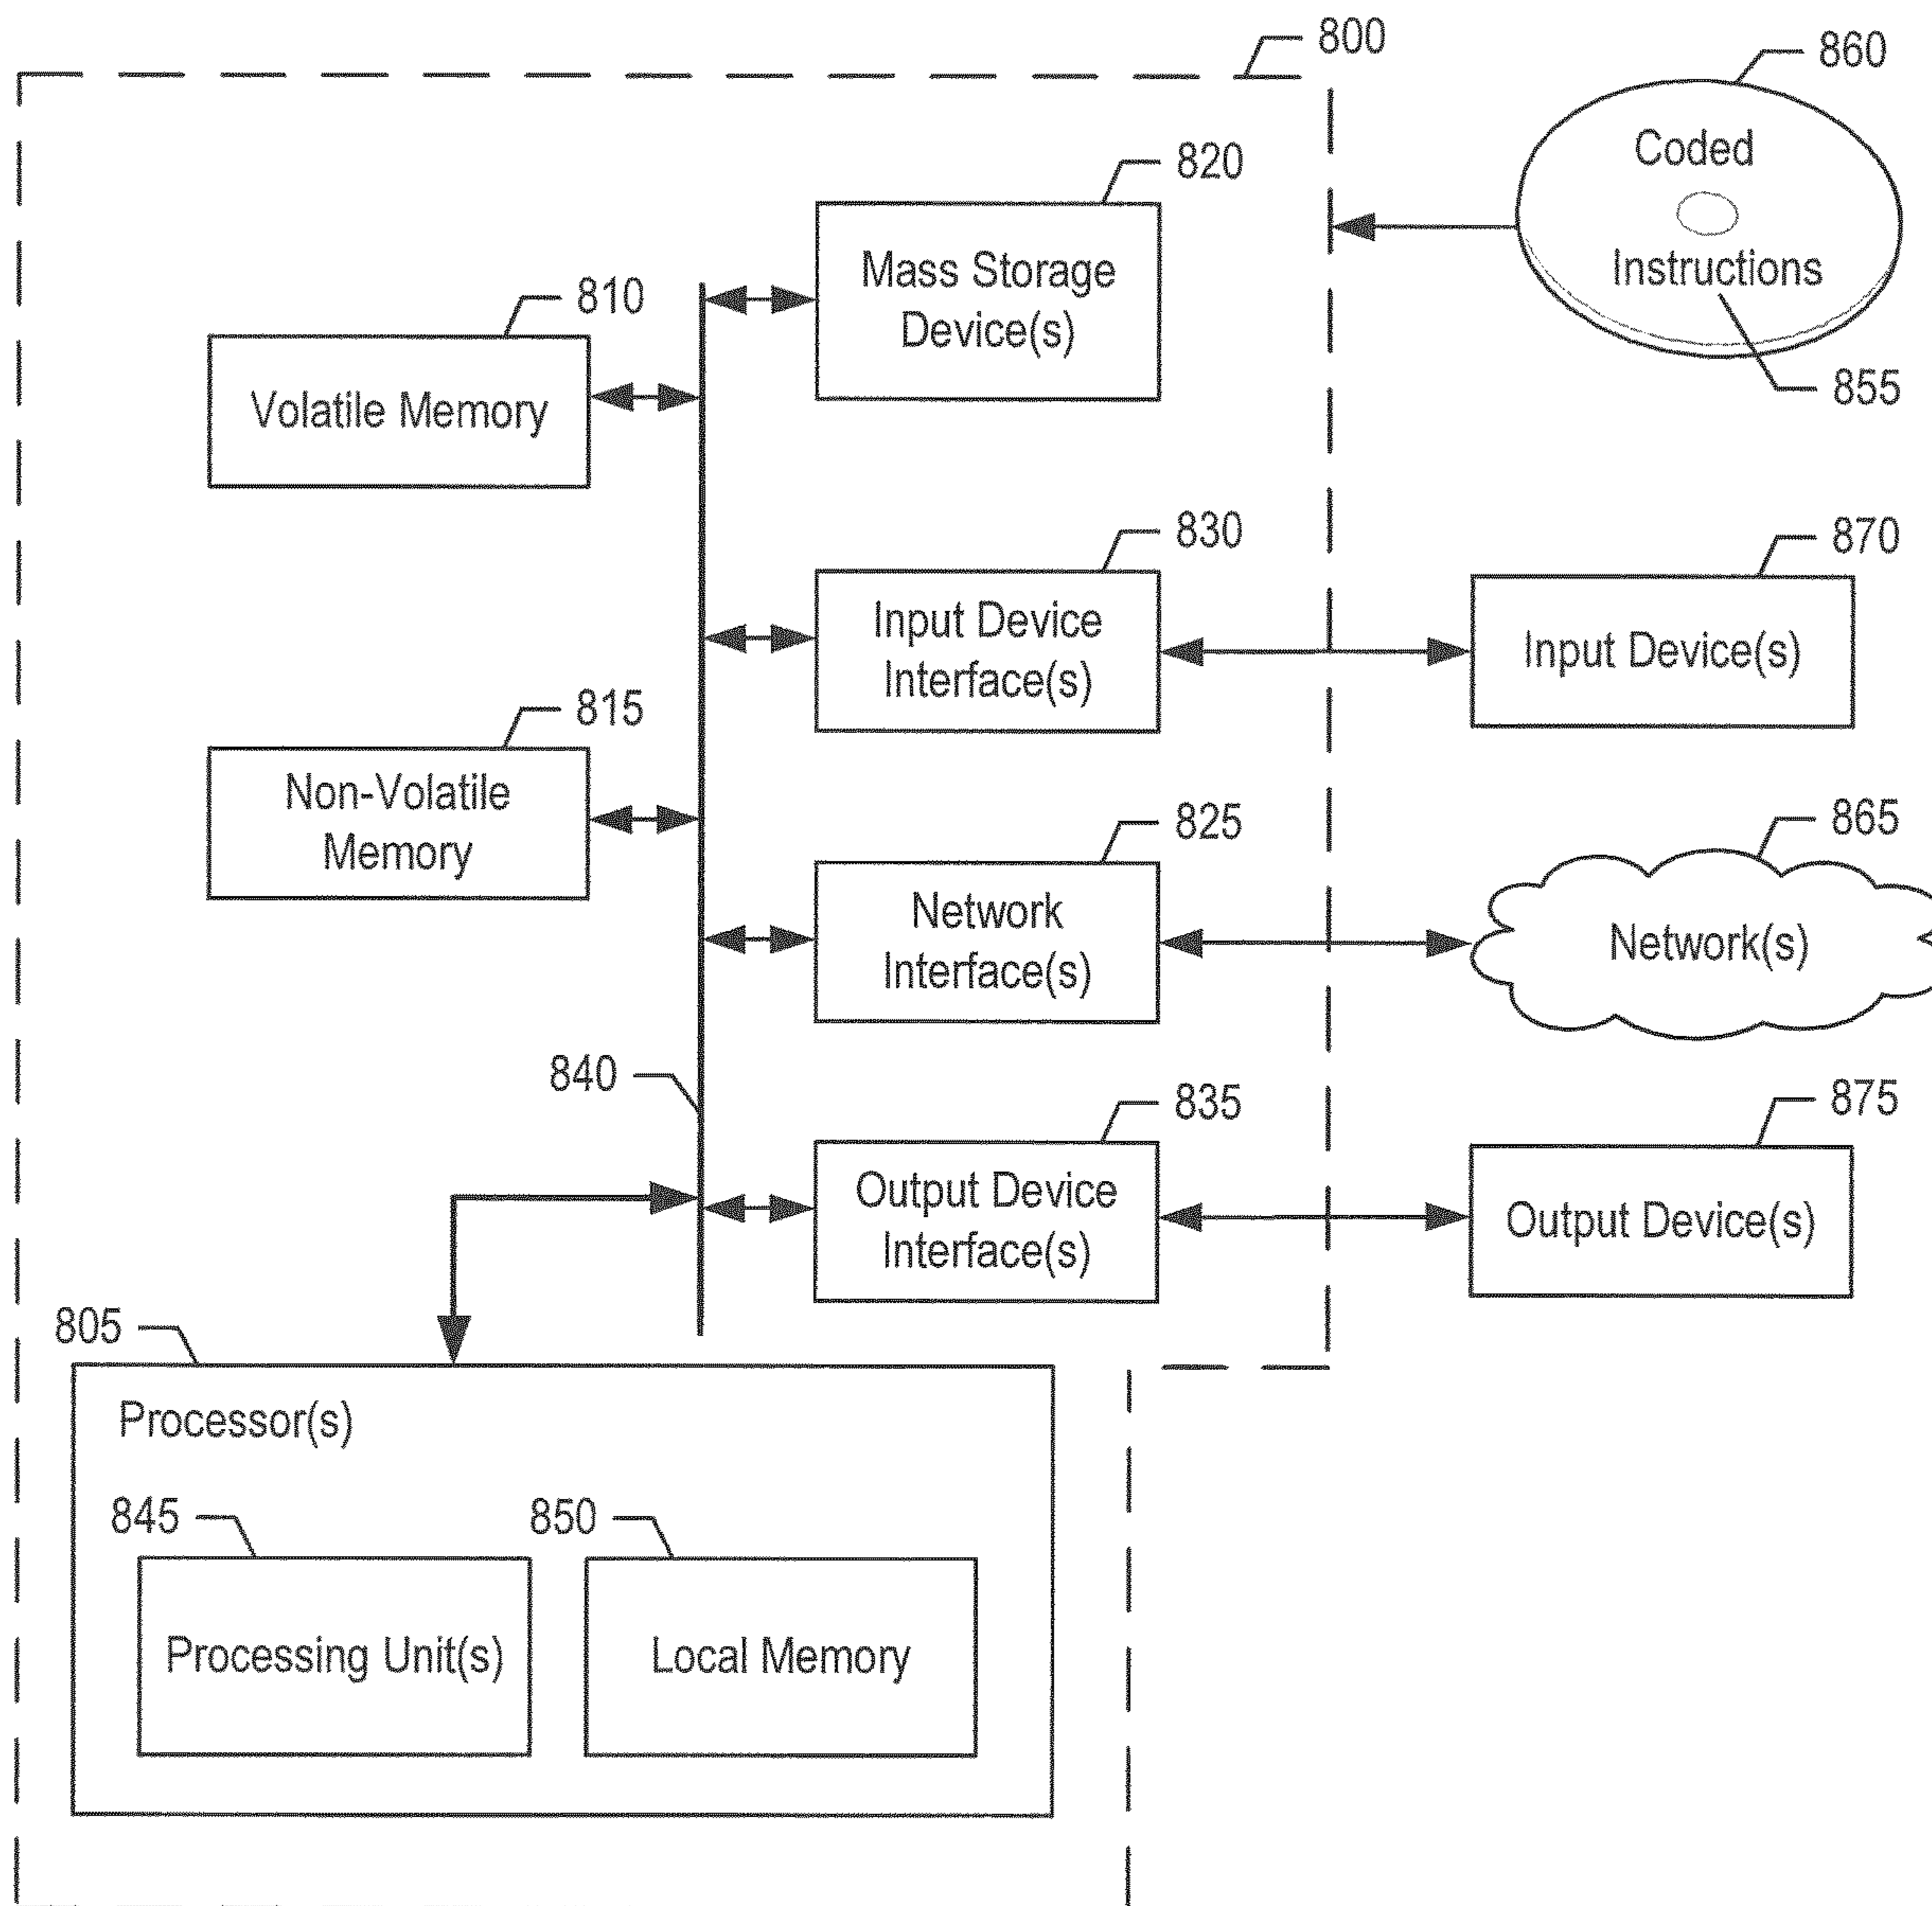 800
860
Coded
Instructions
855
820
Mass Storage
Device(s)
810
Volatile Memory
830
Input Device
Interface(s)
870
Input Device(s)
815
Non-Volatile
Memory
825
Network
Interface(s)
865
Network(s)
840
835
Output Device
Interface(s)
875
Output Device(s)
805
Processor(s)
845
Processing Unit(s)
850
Local Memory